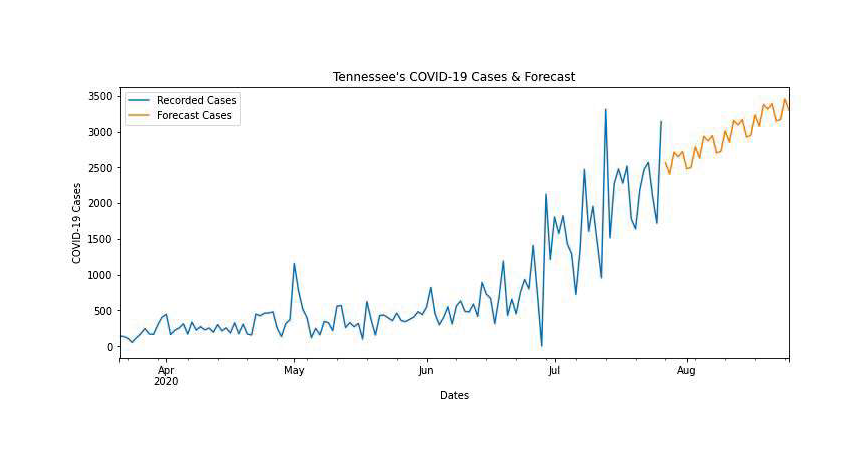 Tennessee's COVID-19 Cases & Forecast
Recorded Cases
Forecast Cases
3500
3000
2500
2000
1500
1000
500
0
COVID-19 Cases
Apr
2020
May
Jun
Jul
Aug
Dates